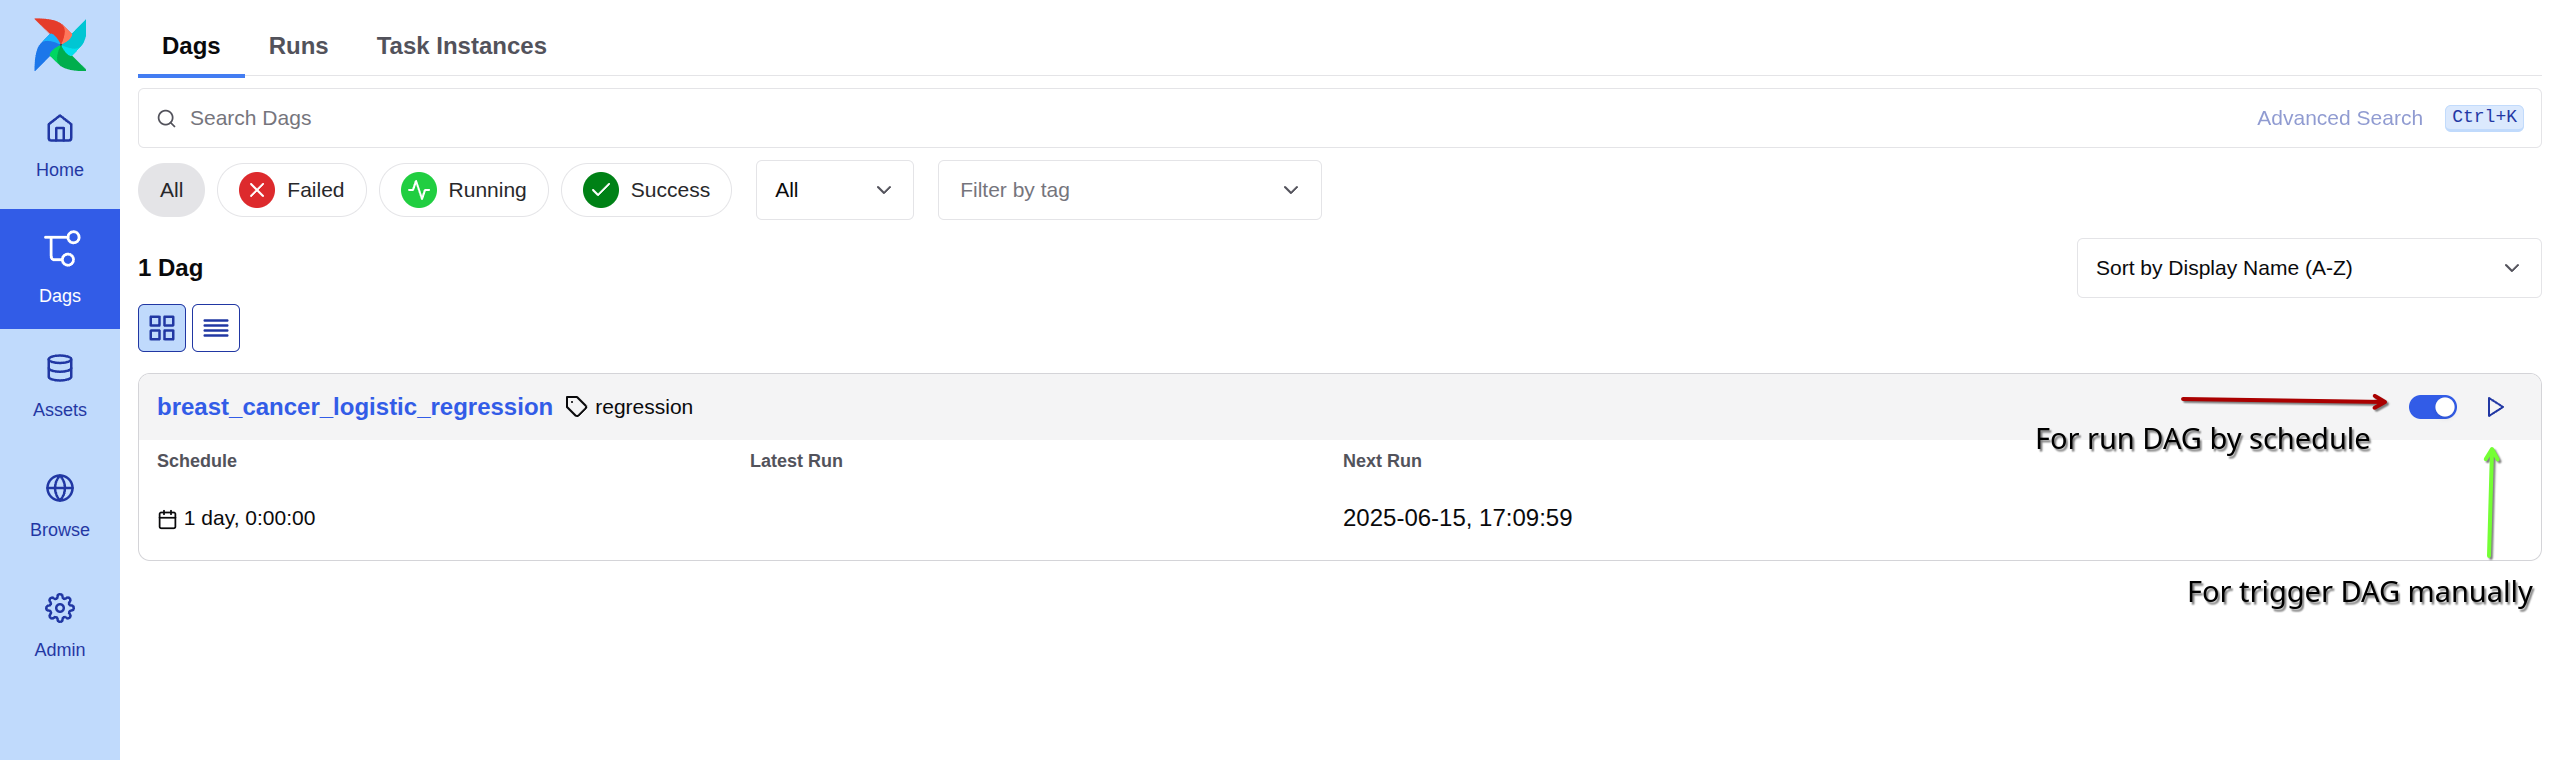 Dags Runs Task Instances
Search Dags Advanced Search Ctrl+K
Home
All Failed Running Success All Filter by tag
1 Dag Sort by Display Name (A-Z)
Dags
breast_cancer_logistic_regression regression
Assets
For run DAG by schedule
Schedule Latest Run Next Run
1 day, 0:00:00 2025-06-15, 17:09:59
Browse
For trigger DAG manually
Admin